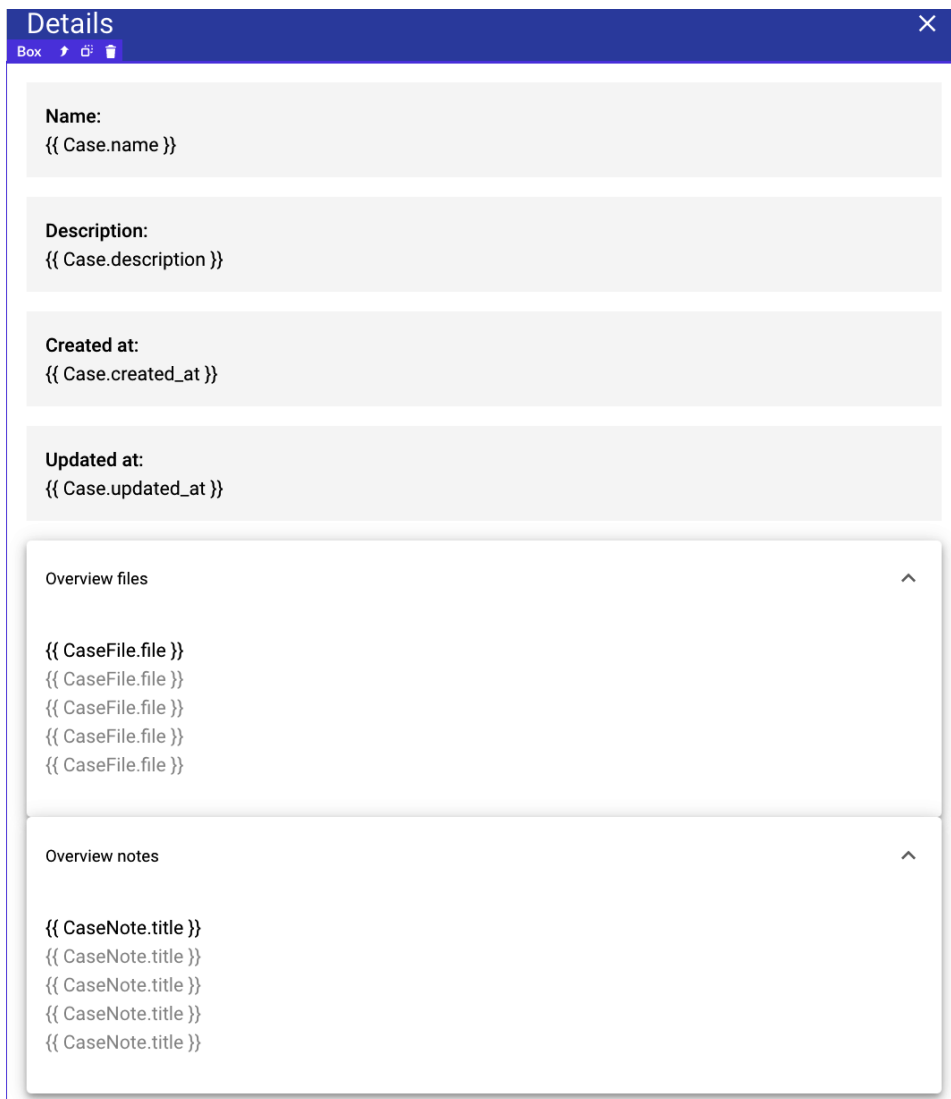 Details
Box
Name:
{{ Case.name }}
Description:
{{ Case.description }}
Created at:
{{ Case.created_at }}
Updated at:
{{ Case.updated_at }}
Overview files
{{ CaseFile.file }}
{{ CaseFile.file }}
{{ CaseFile.file }}
{{ CaseFile.file }}
{{ CaseFile.file }}
Overview notes
{{ CaseNote.title }}
{{ CaseNote.title }}
{{ CaseNote.title }}
{{ CaseNote.title }}
{{ CaseNote.title }}